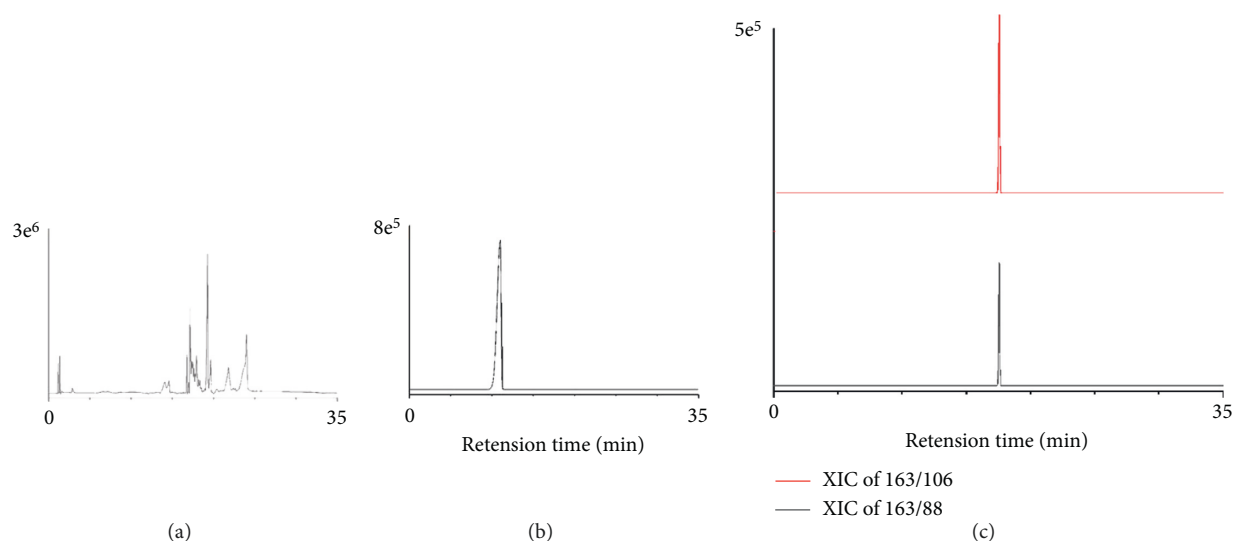 3e6
0
35
(a)
8e5
0
35
Retension time (min)
(b)
5e5
0
35
Retension time (min)
XIC of 163/106
XIC of 163/88
(c)